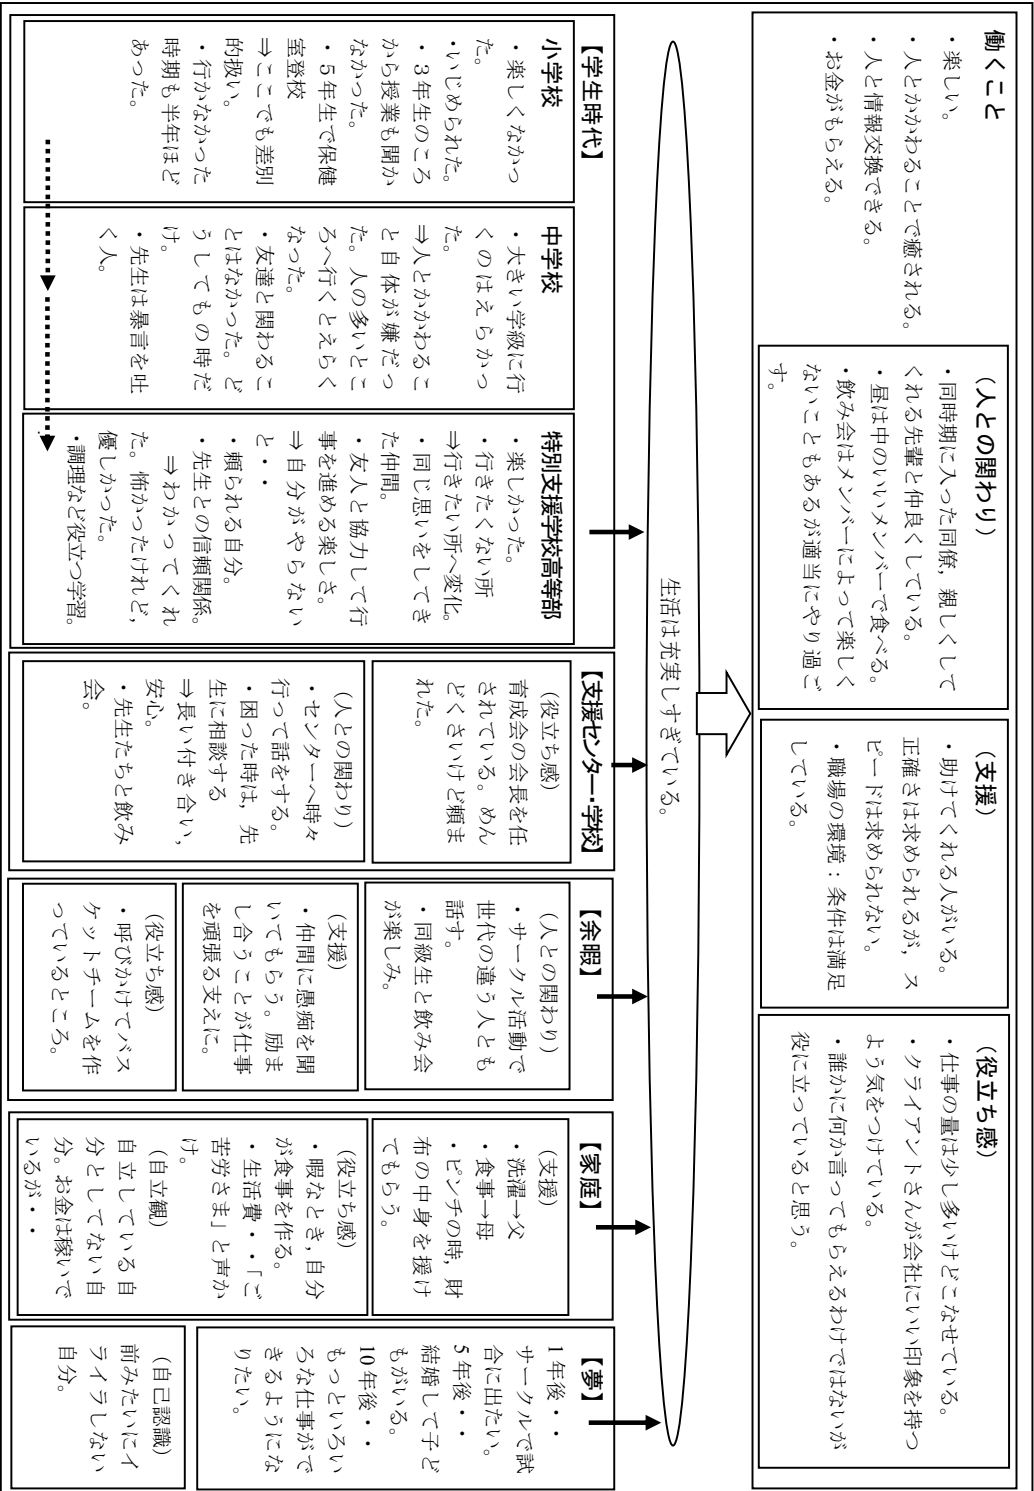 働くこと
・楽しい。
・人とかかわることで癒される。
・人と情報交換できる。
・お金がもらえる。
（人との関わり）
・同時期に入った同僚，親しくして
くれる先輩と仲良くしている。
・昼は中のいいメンバーで食べる。
・飲み会はメンバーによって楽しく
ないこともあるが適当にやり過ご
す。
（支援）
・助けてくれる人がいる。
正確さは求められるが，ス
ピードは求められない。
・職場の環境：条件は満足
している。
（役立ち感）
・仕事の量は少し多いけどこなせている。
・クライアントさんが会社にいい印象を持つ
よう気をつけている。
・誰かに何か言ってもらえるわけではないが
役に立っていると思う。
生活は充実しすぎている。
【学生時代】
小学校
・楽しくなかっ
た。
・いじめられた。
・３年生のころ
から授業も聞か
なかった。
・５年生で保健
室登校
⇒ここでも差別
的扱い。
・行かなかった
時期も半年ほど
あった。
中学校
・大きい学級に行
くのはえらかっ
た。
⇒人とかかわるこ
と自体が嫌だっ
た。人の多いとこ
ろへ行くとえらく
なった。
・友達と関わるこ
とはなかった。ど
うしてもの時だ
け。
・先生は暴言を吐
く人。
特別支援学校高等部
・楽しかった。
・行きたくない所
⇒行きたい所へ変化。
・同じ思いをしてき
た仲間。
・友人と協力して行
事を進める楽しさ。
⇒自分がやらない
と・・
・頼られる自分。
・先生との信頼関係。
⇒わかってくれ
た。怖かったけれど，
優しかった。
・調理など役立つ学習。
【支援センター・学校】
（役立ち感）
育成会の会長を任
されている。めん
どくさいけど頼ま
れた。
（人との関わり）
・センターへ時々
行って話をする。
・困った時は，先
生に相談する
⇒長い付き合い，
安心。
・先生たちと飲み
会。
【余暇】
（人との関わり）
・サークル活動で
世代の違う人とも
話す。
・同級生と飲み会
が楽しみ。
（支援）
・仲間に愚痴を聞
いてもらう。励ま
し合うことが仕事
を頑張る支えに。
（役立ち感）
・呼びかけてバス
ケットチームを作
っているところ。
【家庭】
（支援）
・洗濯→父
・食事→母
・ピンチの時，財
布の中身を援け
てもらう。
（役立ち感）
・暇なとき，自分
が食事を作る。
・生活費・・「ご
苦労さま」と声か
け。
（自立観）
自立している自
分としてない自
分。お金は稼いで
いるが・・
【夢】
1年後・・
サークルで試
合に出たい。
5年後・・
結婚して子ど
もがいる。
10年後・・
もっといろい
ろな仕事がで
きるようにな
りたい。
（自己認識）
前みたいにイ
ライラしない
自分。